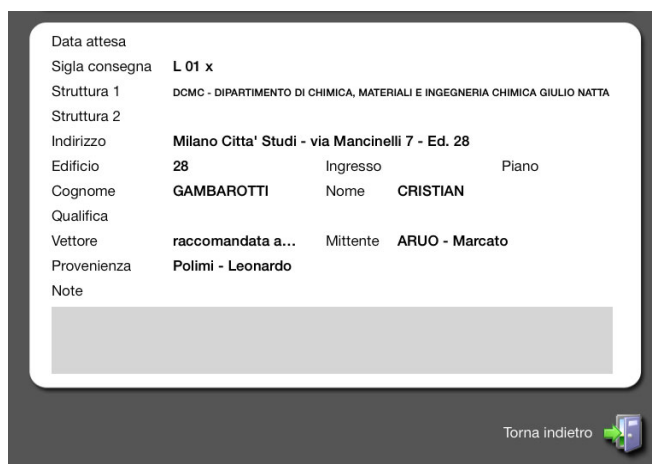 Data attesa
Sigla consegna L 01 x
Struttura 1 DCMC - DIPARTIMENTO DI CHIMICA, MATERIALI E INGEGNERIA CHIMICA GIULIO NATTA
Struttura 2
Indirizzo Milano Citta' Studi - via Mancinelli 7 - Ed. 28
Edificio 28 Ingresso Piano
Cognome GAMBAROTTI Nome CRISTIAN
Qualifica
Vettore raccomandata a... Mittente ARUO - Marcato
Provenienza Polimi - Leonardo
Note
Torna indietro